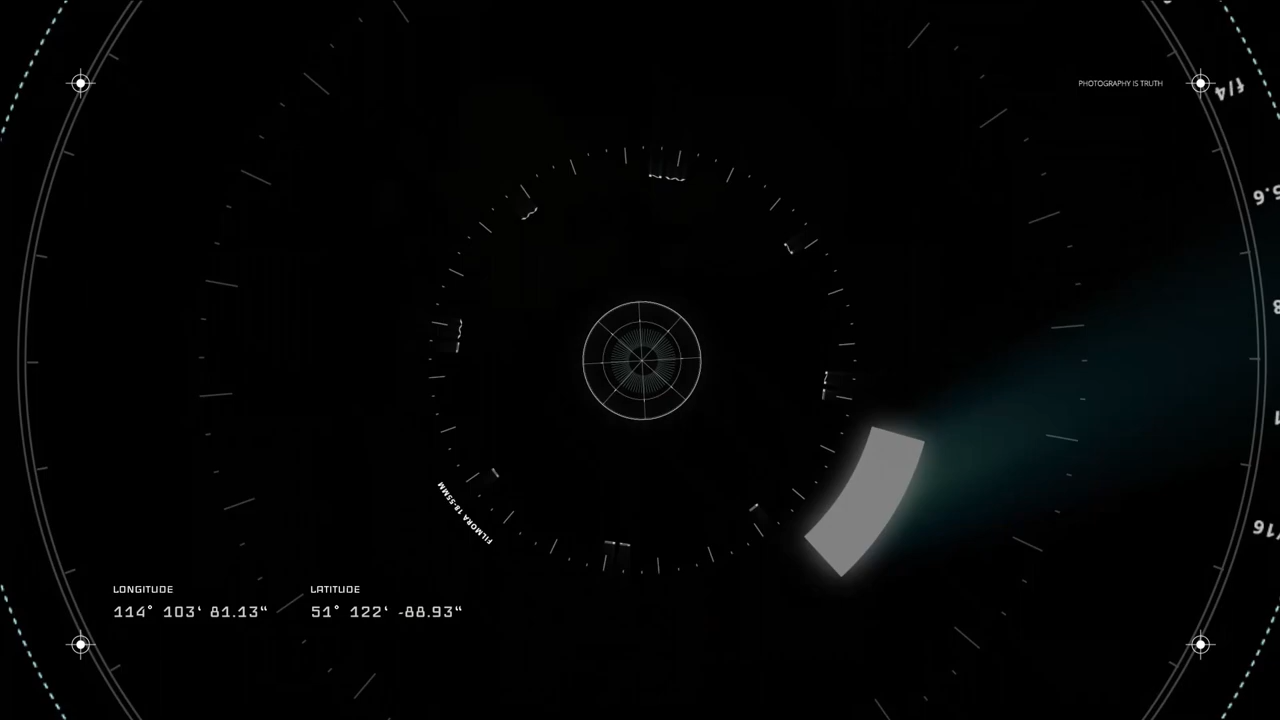 PHOTOGRAPHY IS TRUTH
f/4
5.6
8
FILMORA 18-55MM
LONGITUDE
114° 103‘ 81.13“
LATITUDE
51° 122‘ -88.93“